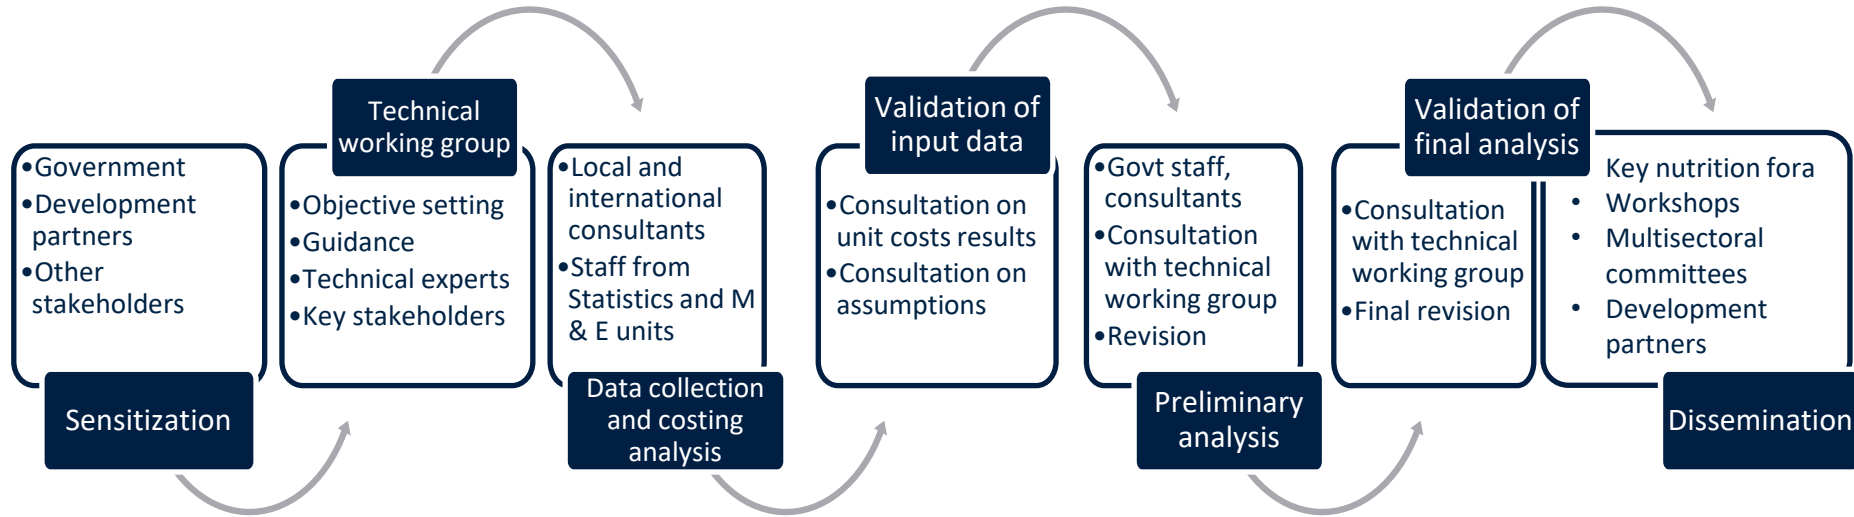 •Government
•Development
partners
•Other
stakeholders
Sensitization
Technical
working group
•Objective setting
•Guidance
•Technical experts
•Key stakeholders
•Local and
international
consultants
•Staff from
Statistics and M
& E units
Data collection
and costing
analysis
Validation of
input data
•Consultation on
unit costs results
•Consultation on
assumptions
•Govt staff,
consultants
•Consultation
with technical
working group
•Revision
Preliminary
analysis
Validation of
final analysis
•Consultation
with technical
working group
•Final revision
Key nutrition fora
• Workshops
• Multisectoral
committees
• Development
partners
Dissemination